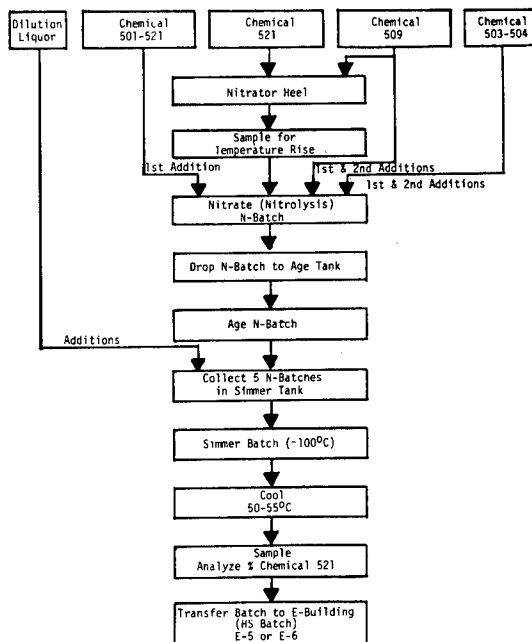 Dilution
Liquor
Chemical
501-521
Chemical
521
Chemical
509
Chemical
503-504
Nitrator Heel
Sample for
Temperature Rise
1st Addition
1st & 2nd Additions
1st & 2nd Additions
Nitrate (Nitrolysis)
N-Batch
Drop N-Batch to Age Tank
Age N-Batch
Additions
Collect 5 N-Batches
in Simmer Tank
Simmer Batch (~100°C)
Cool
50-55°C
Sample
Analyze % Chemical 521
Transfer Batch to E-Building
(HS Batch)
E-5 or E-6